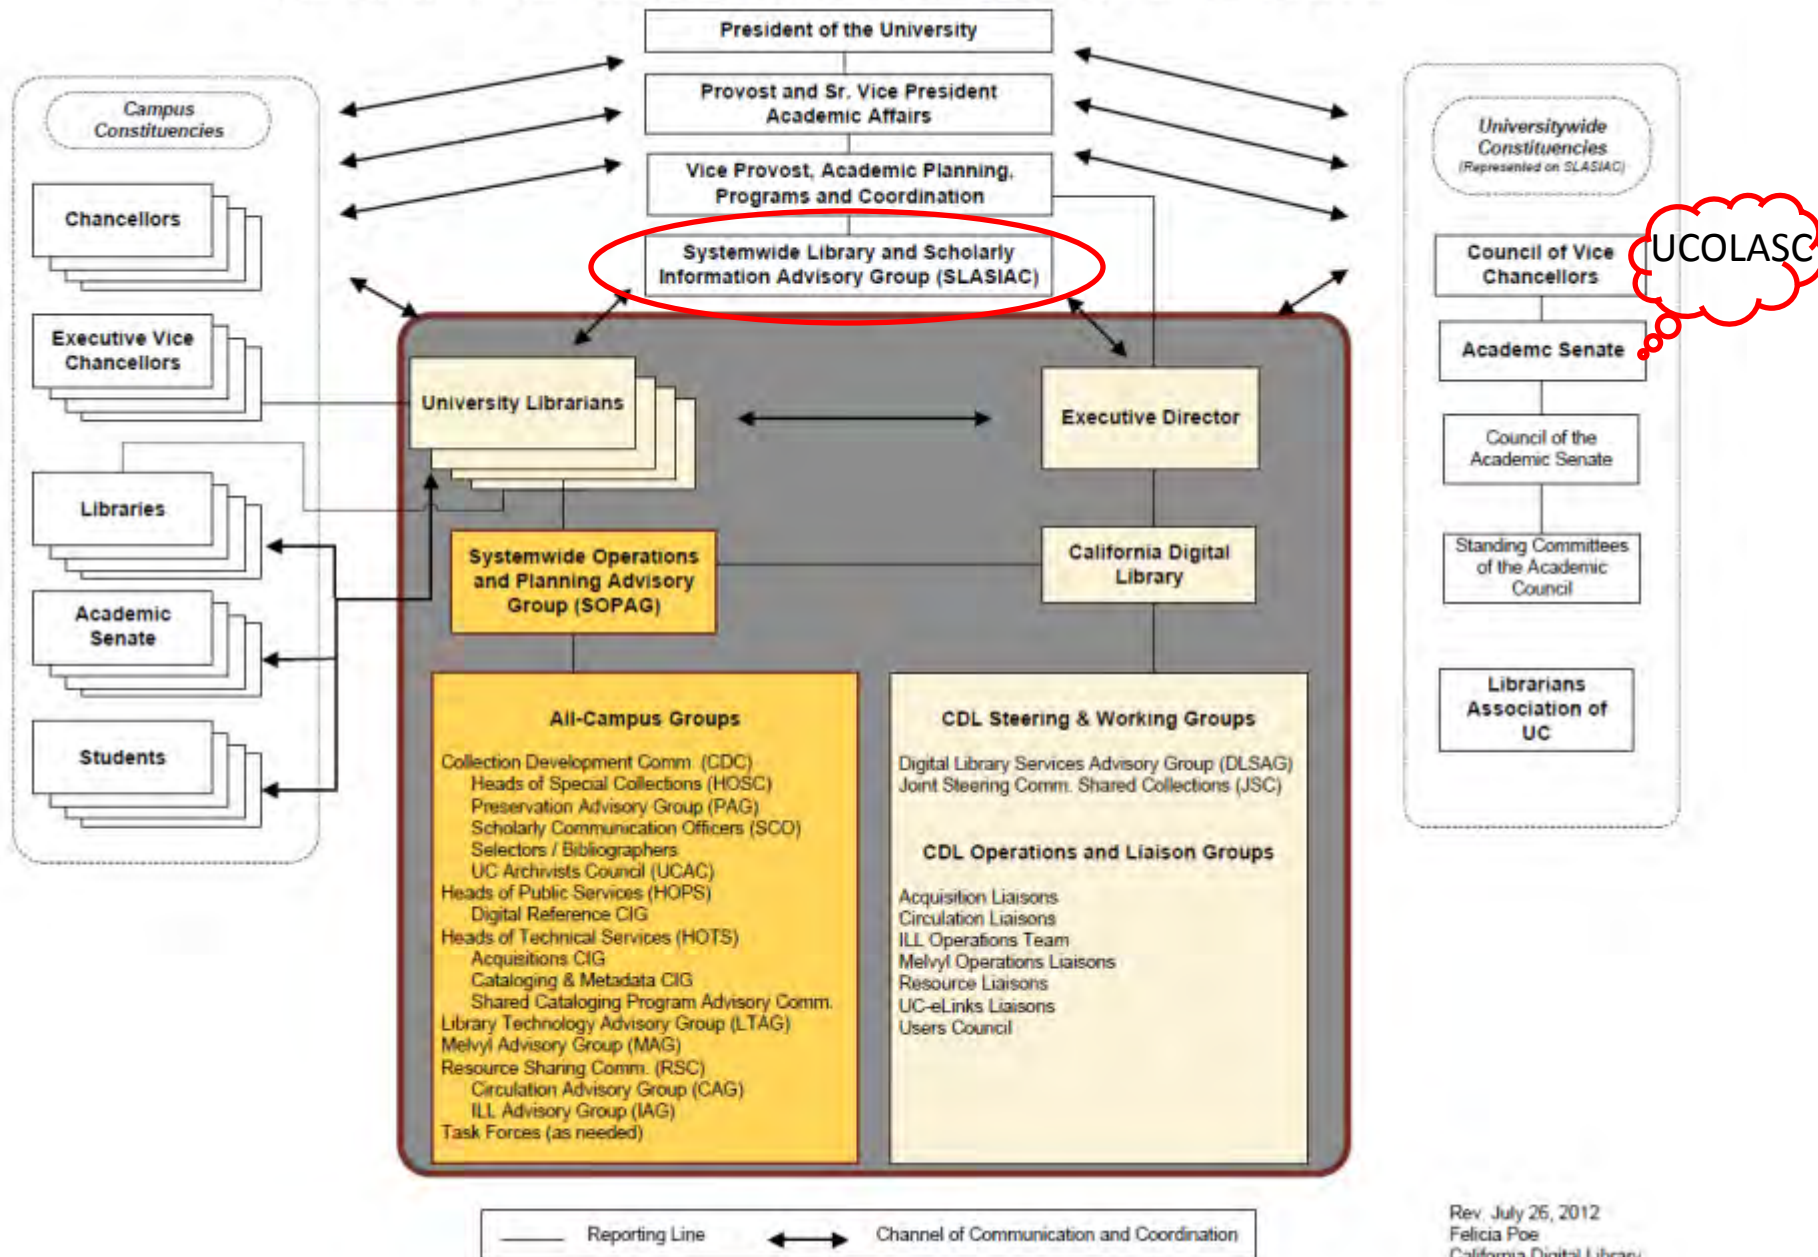 President of the University
Provost and Sr. Vice President
Academic Affairs
Vice Provost, Academic Planning,
Programs and Coordination
Systemwide Library and Scholarly
Information Advisory Group (SLASIAC)
Campus
Constituencies
Chancellors
Executive Vice
Chancellors
Libraries
Academic
Senate
Students
University Librarians
Executive Director
Systemwide Operations
and Planning Advisory
Group (SOPAG)
California Digital
Library
All-Campus Groups
Collection Development Comm. (CDC)
Heads of Special Collections (HOSC)
Preservation Advisory Group (PAG)
Scholarly Communication Officers (SCO)
Selectors / Bibliographers
UC Archivists Council (UCAC)
Heads of Public Services (HOPS)
Digital Reference CIG
Heads of Technical Services (HOTS)
Acquisitions CIG
Cataloging & Metadata CIG
Shared Cataloging Program Advisory Comm.
Library Technology Advisory Group (LTAG)
Melvyl Advisory Group (MAG)
Resource Sharing Comm. (RSC)
Circulation Advisory Group (CAG)
ILL Advisory Group (IAG)
Task Forces (as needed)
CDL Steering & Working Groups
Digital Library Services Advisory Group (DLSAG)
Joint Steering Comm. Shared Collections (JSC)
CDL Operations and Liaison Groups
Acquisition Liaisons
Circulation Liaisons
ILL Operations Team
Melvyl Operations Liaisons
Resource Liaisons
UC-eLinks Liaisons
Users Council
Universitywide
Constituencies
(Represented on SLASIAC)
Council of Vice
Chancellors
UCOLASC
Academc Senate
Council of the
Academic Senate
Standing Committees
of the Academic
Council
Librarians
Association of
UC
Reporting Line
Channel of Communication and Coordination
Rev. July 26, 2012
Felicia Poe
California Digital Library